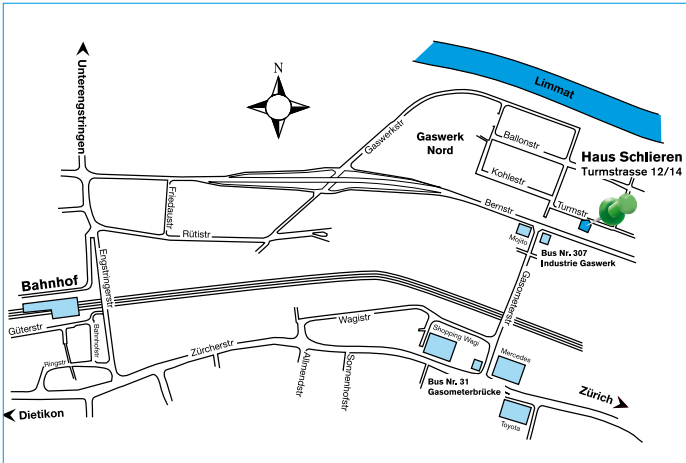 Unterengstringen
N
Limmat
Gaswerkstr
Gaswerk
Nord
Ballonstr
Kohlestr
Haus Schlieren
Turmstrasse 12/14
Turmstr
Friedaustr
Rütistr
Bernstr
Mojito
Bus Nr. 307
Industrie Gaswerk
Engstringerstr
Bahnhof
Gasometerstr
Güterstr
Bahnhofstr
Wagistr
Shopping Wagi
Zürcherstr
Ringstr
Allmendstr
Sonnenhofstr
Mercedes
Bus Nr. 31
Gasometerbrücke
Zürich
Dietikon
Toyota